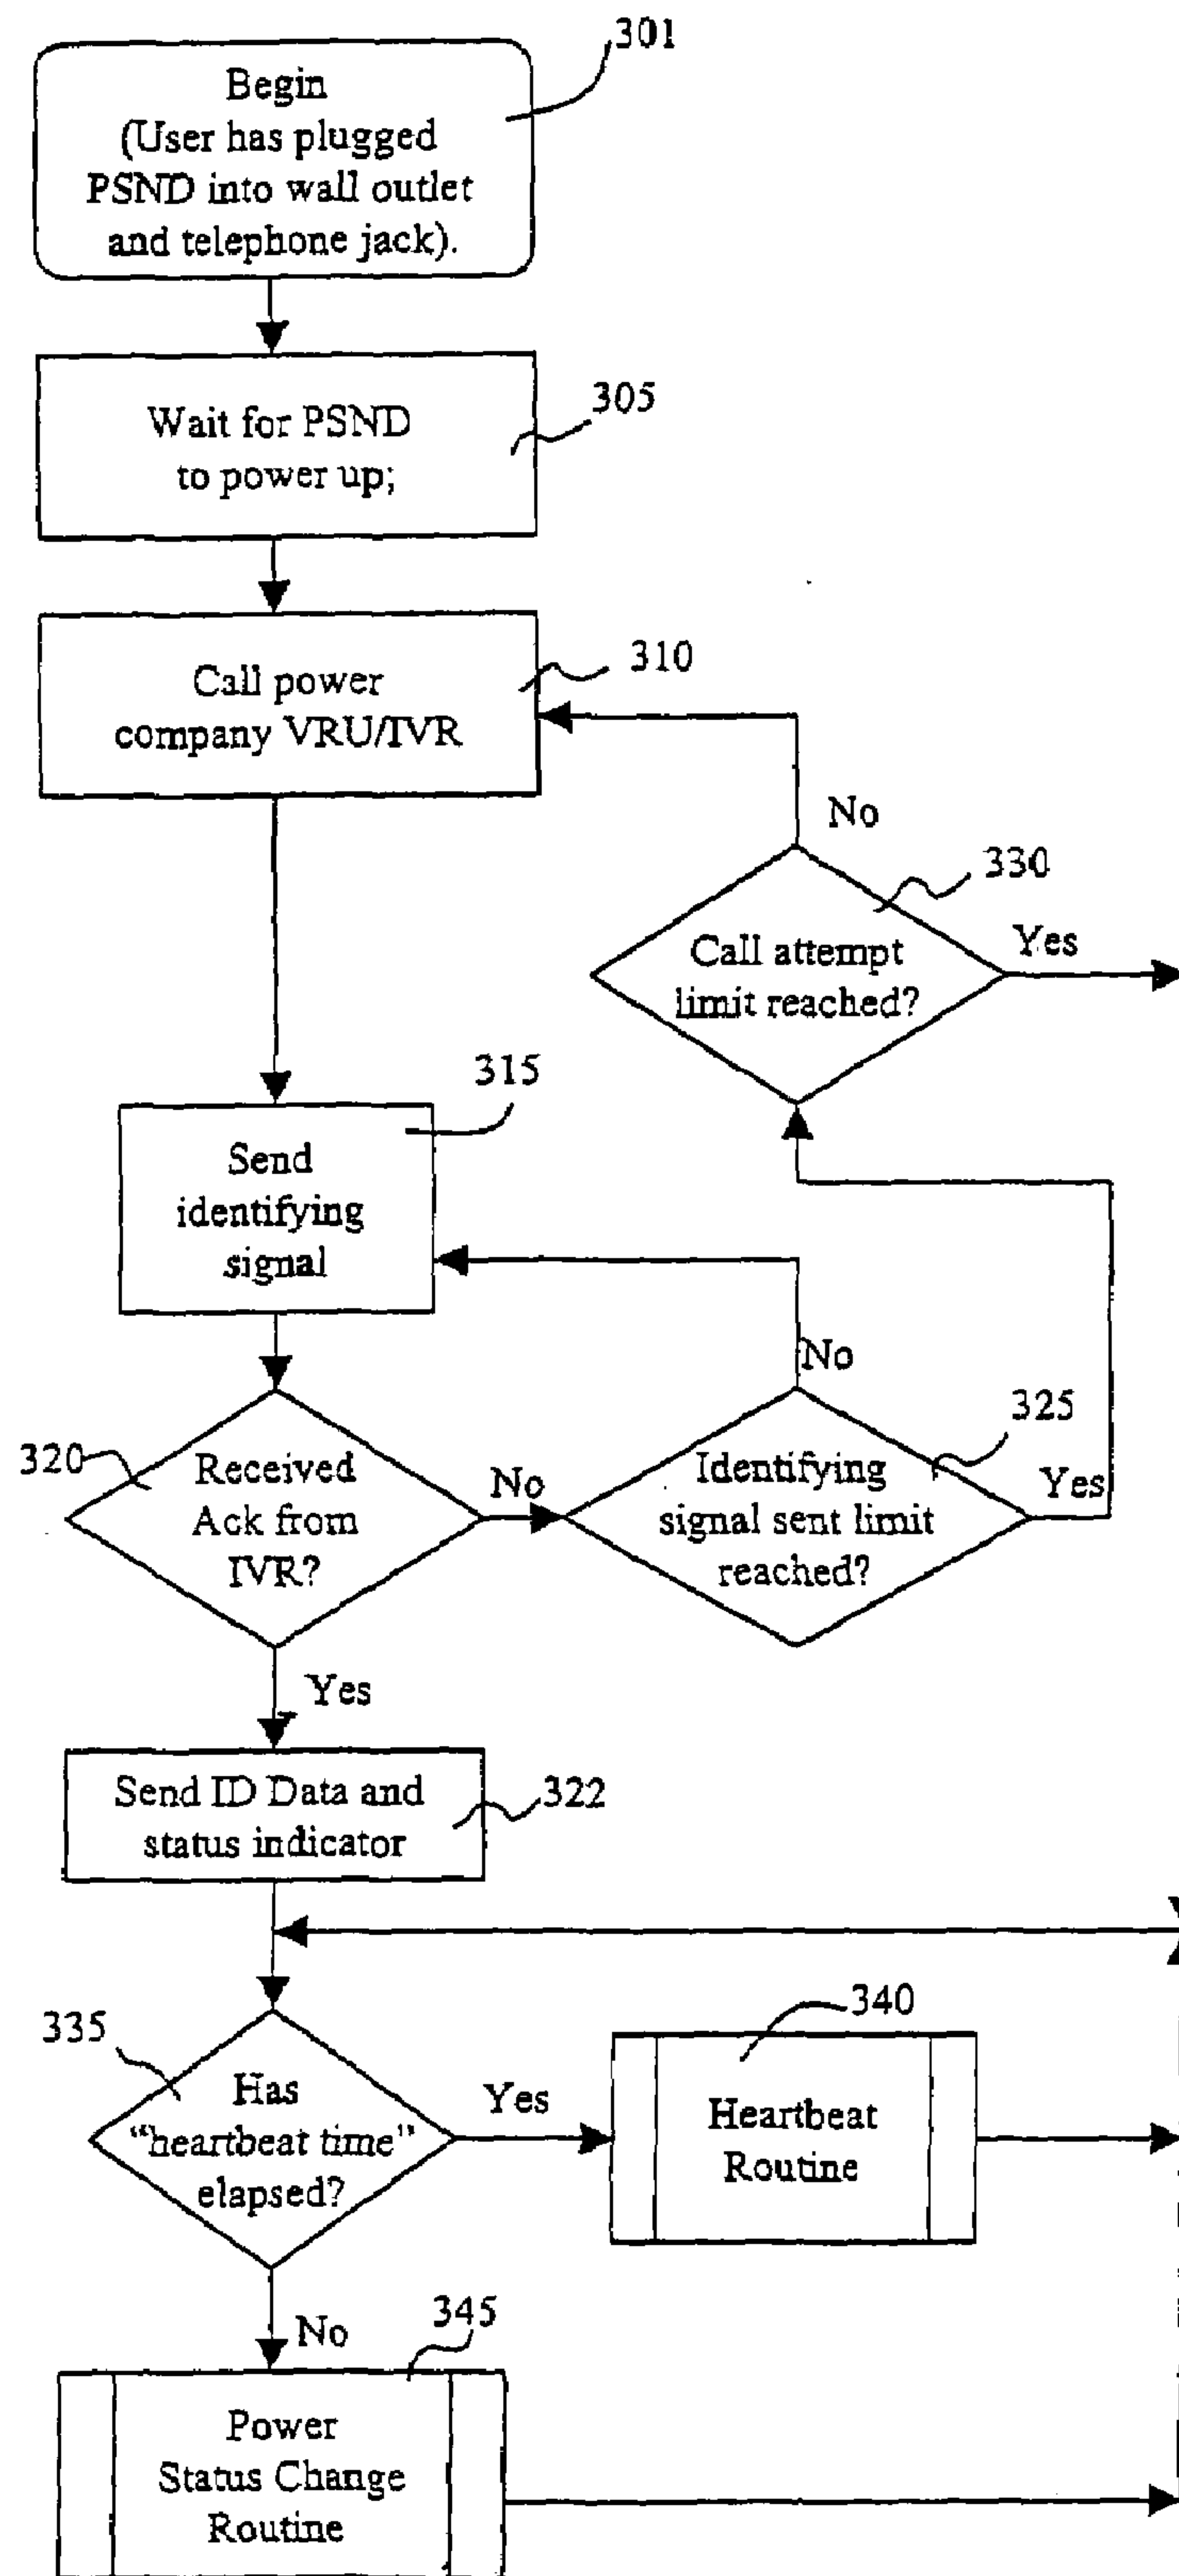 301
Begin
(User has plugged
PSND into wall outlet
and telephone jack).
305
Wait for PSND
to power up;
310
Call power
company VRU/IVR
No
330
Call attempt
limit reached?
Yes
315
Send
identifying
signal
No
325
320
Received
Ack from
IVR?
No
Identifying
signal sent limit
reached?
Yes
Yes
Send ID Data and
status indicator
322
335
Has
"heartbeat time"
elapsed?
Yes
340
Heartbeat
Routine
No
345
Power
Status Change
Routine